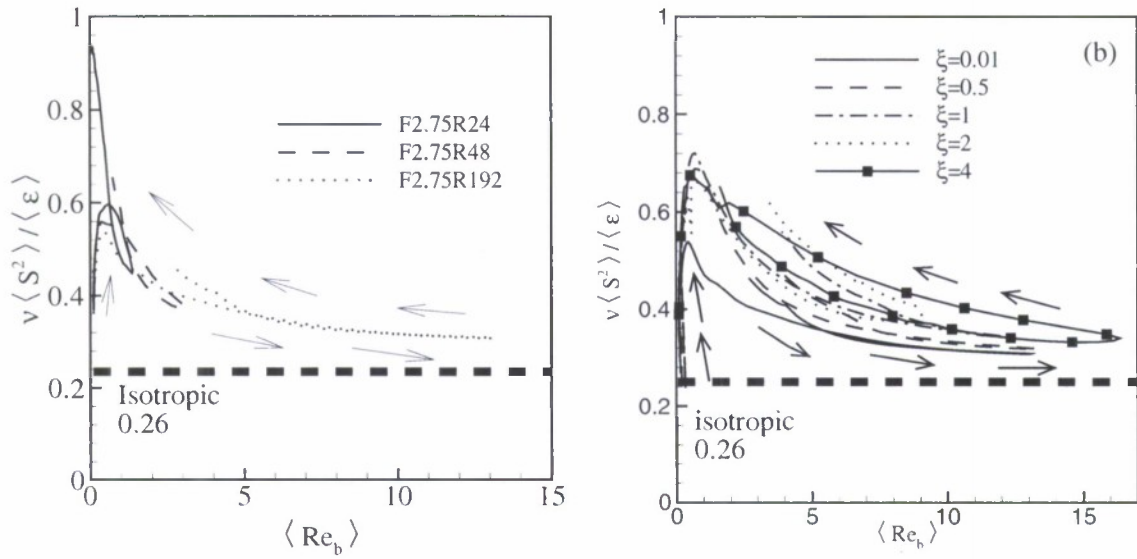 1
0.8
0.6
0.4
0.2
0
ν ⟨ S² ⟩ / ⟨ ε ⟩
F2.75R24
F2.75R48
F2.75R192
Isotropic
0.26
0 5 10 15
⟨ Re_b ⟩
1
0.8
0.6
0.4
0.2
0
ν ⟨ S² ⟩ / ⟨ ε ⟩
(b)
ξ=0.01
ξ=0.5
ξ=1
ξ=2
ξ=4
isotropic
0.26
0 5 10 15
⟨ Re_b ⟩